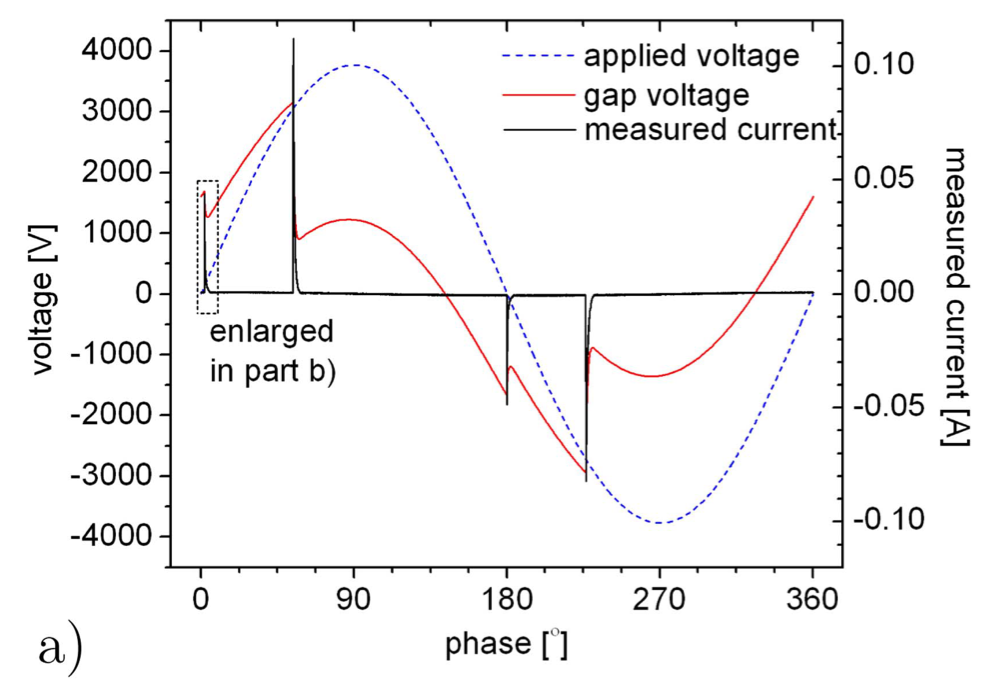 4000
3000
2000
1000
0
-1000
-2000
-3000
-4000
voltage [V]
applied voltage
gap voltage
measured current
enlarged
in part b)
0.10
0.05
0.00
-0.05
-0.10
measured current [A]
0 90 180 270 360
phase [°]
a)